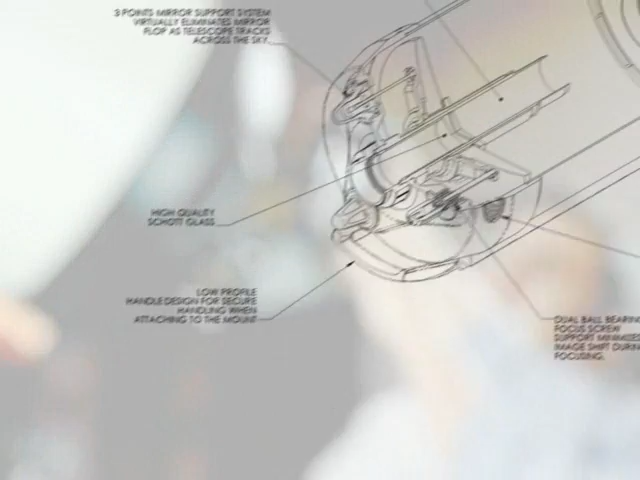 3 POINTS MIRROR SUPPORT SYSTEM
VIRTUALLY ELIMINATES MIRROR
FLOP AS TELESCOPE TRACKS
ACROSS THE SKY.
HIGH QUALITY
SCHOTT GLASS
LOW PROFILE
HANDLE DESIGN FOR SECURE
HANDLING WHEN
ATTACHING TO THE MOUNT
DUAL BALL BEARING
FOCUS SCREW
SUPPORT MINIMIZES
IMAGE SHIFT DURIN
FOCUSING.